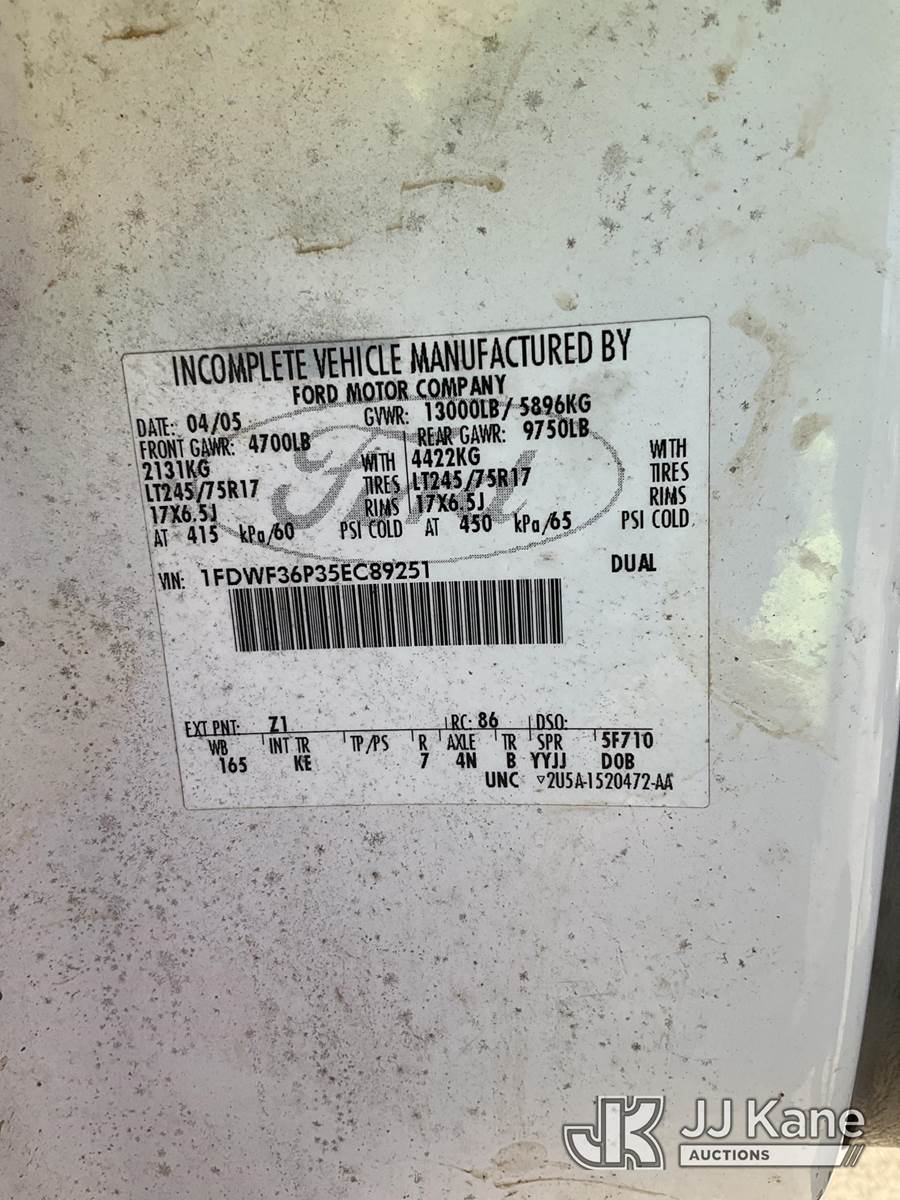 INCOMPLETE VEHICLE MANUFACTURED BY
FORD MOTOR COMPANY
DATE: 04/05 GVWR: 13000LB/ 5896KG
FRONT GAWR: 4700LB REAR GAWR: 9750LB
2131KG WITH 4422KG WITH
LT245/75R17 TIRES LT245/75R17 TIRES
17X6.5J RIMS 17X6.5J RIMS
AT 415 kPa/60 PSI COLD AT 450 kPa/65 PSI COLD
VIN: 1FDWF36P35EC89251 DUAL
EXT PNT: Z1 RC: 86 DSO:
WB INT TR TP/PS R AXLE TR SPR 5F710
165 KE 7 4N B YYJJ DOB
UNC ▽2U5A-1520472-AA
Ford
JK JJ Kane
AUCTIONS